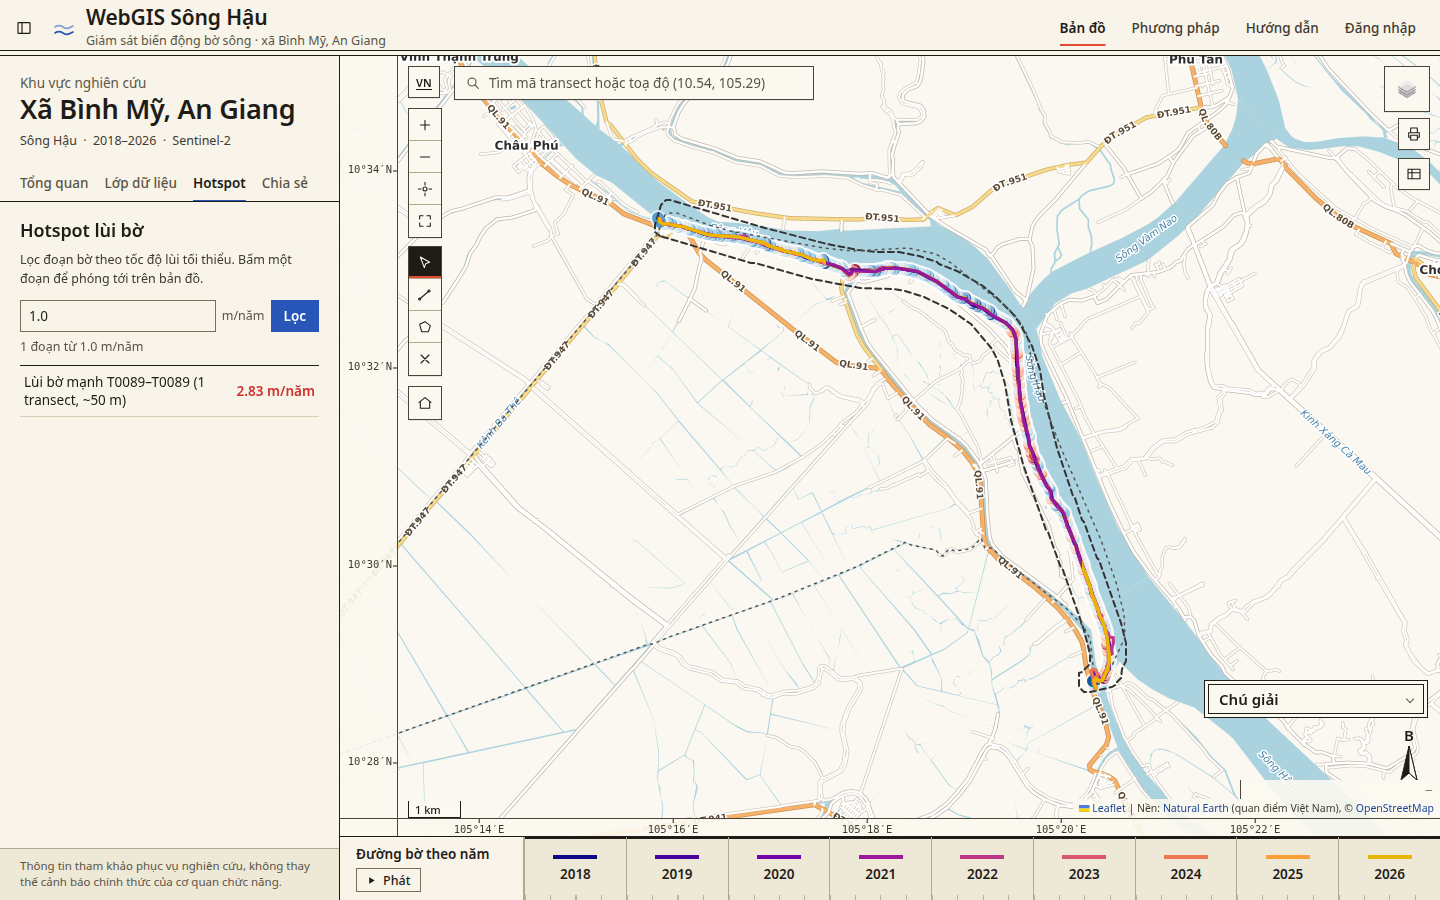 WebGIS Sông Hậu
Giám sát biến động bờ sông · xã Bình Mỹ, An Giang
Bản đồ
Phương pháp
Hướng dẫn
Đăng nhập
Khu vực nghiên cứu
Xã Bình Mỹ, An Giang
Sông Hậu · 2018–2026 · Sentinel-2
Tổng quan
Lớp dữ liệu
Hotspot
Chia sẻ
Hotspot lùi bờ
Lọc đoạn bờ theo tốc độ lùi tối thiểu. Bấm một
đoạn để phóng tới trên bản đồ.
1.0
m/năm
Lọc
1 đoạn từ 1.0 m/năm
Lùi bờ mạnh T0089–T0089 (1
transect, ~50 m)
2.83 m/năm
Thông tin tham khảo phục vụ nghiên cứu, không thay
thế cảnh báo chính thức của cơ quan chức năng.
VN
Tìm mã transect hoặc toạ độ (10.54, 105.29)
Vĩnh Thạnh Trung
Phú Tân
QL.91
Châu Phú
ĐT.951
ĐT.951
QL.80B
10°34′N
QL.91
ĐT.951
ĐT.951
ĐT.951
QL.80B
ĐT.947
Sông Vàm Nao
QL.91
ĐT.947
QL.91
10°32′N
ĐT.947
QL.91
Sông Hậu
QL.91
Kênh Ba Thê
Kinh Xáng Cà Mau
ĐT.947
QL.91
ĐT.947
10°30′N
QL.91
Chú giải
QL.91
B
10°28′N
1 km
Leaflet | Nền: Natural Earth (quan điểm Việt Nam), © OpenStreetMap
105°14′E
105°16′E
105°18′E
105°20′E
105°22′E
Đường bờ theo năm
Phát
2018
2019
2020
2021
2022
2023
2024
2025
2026